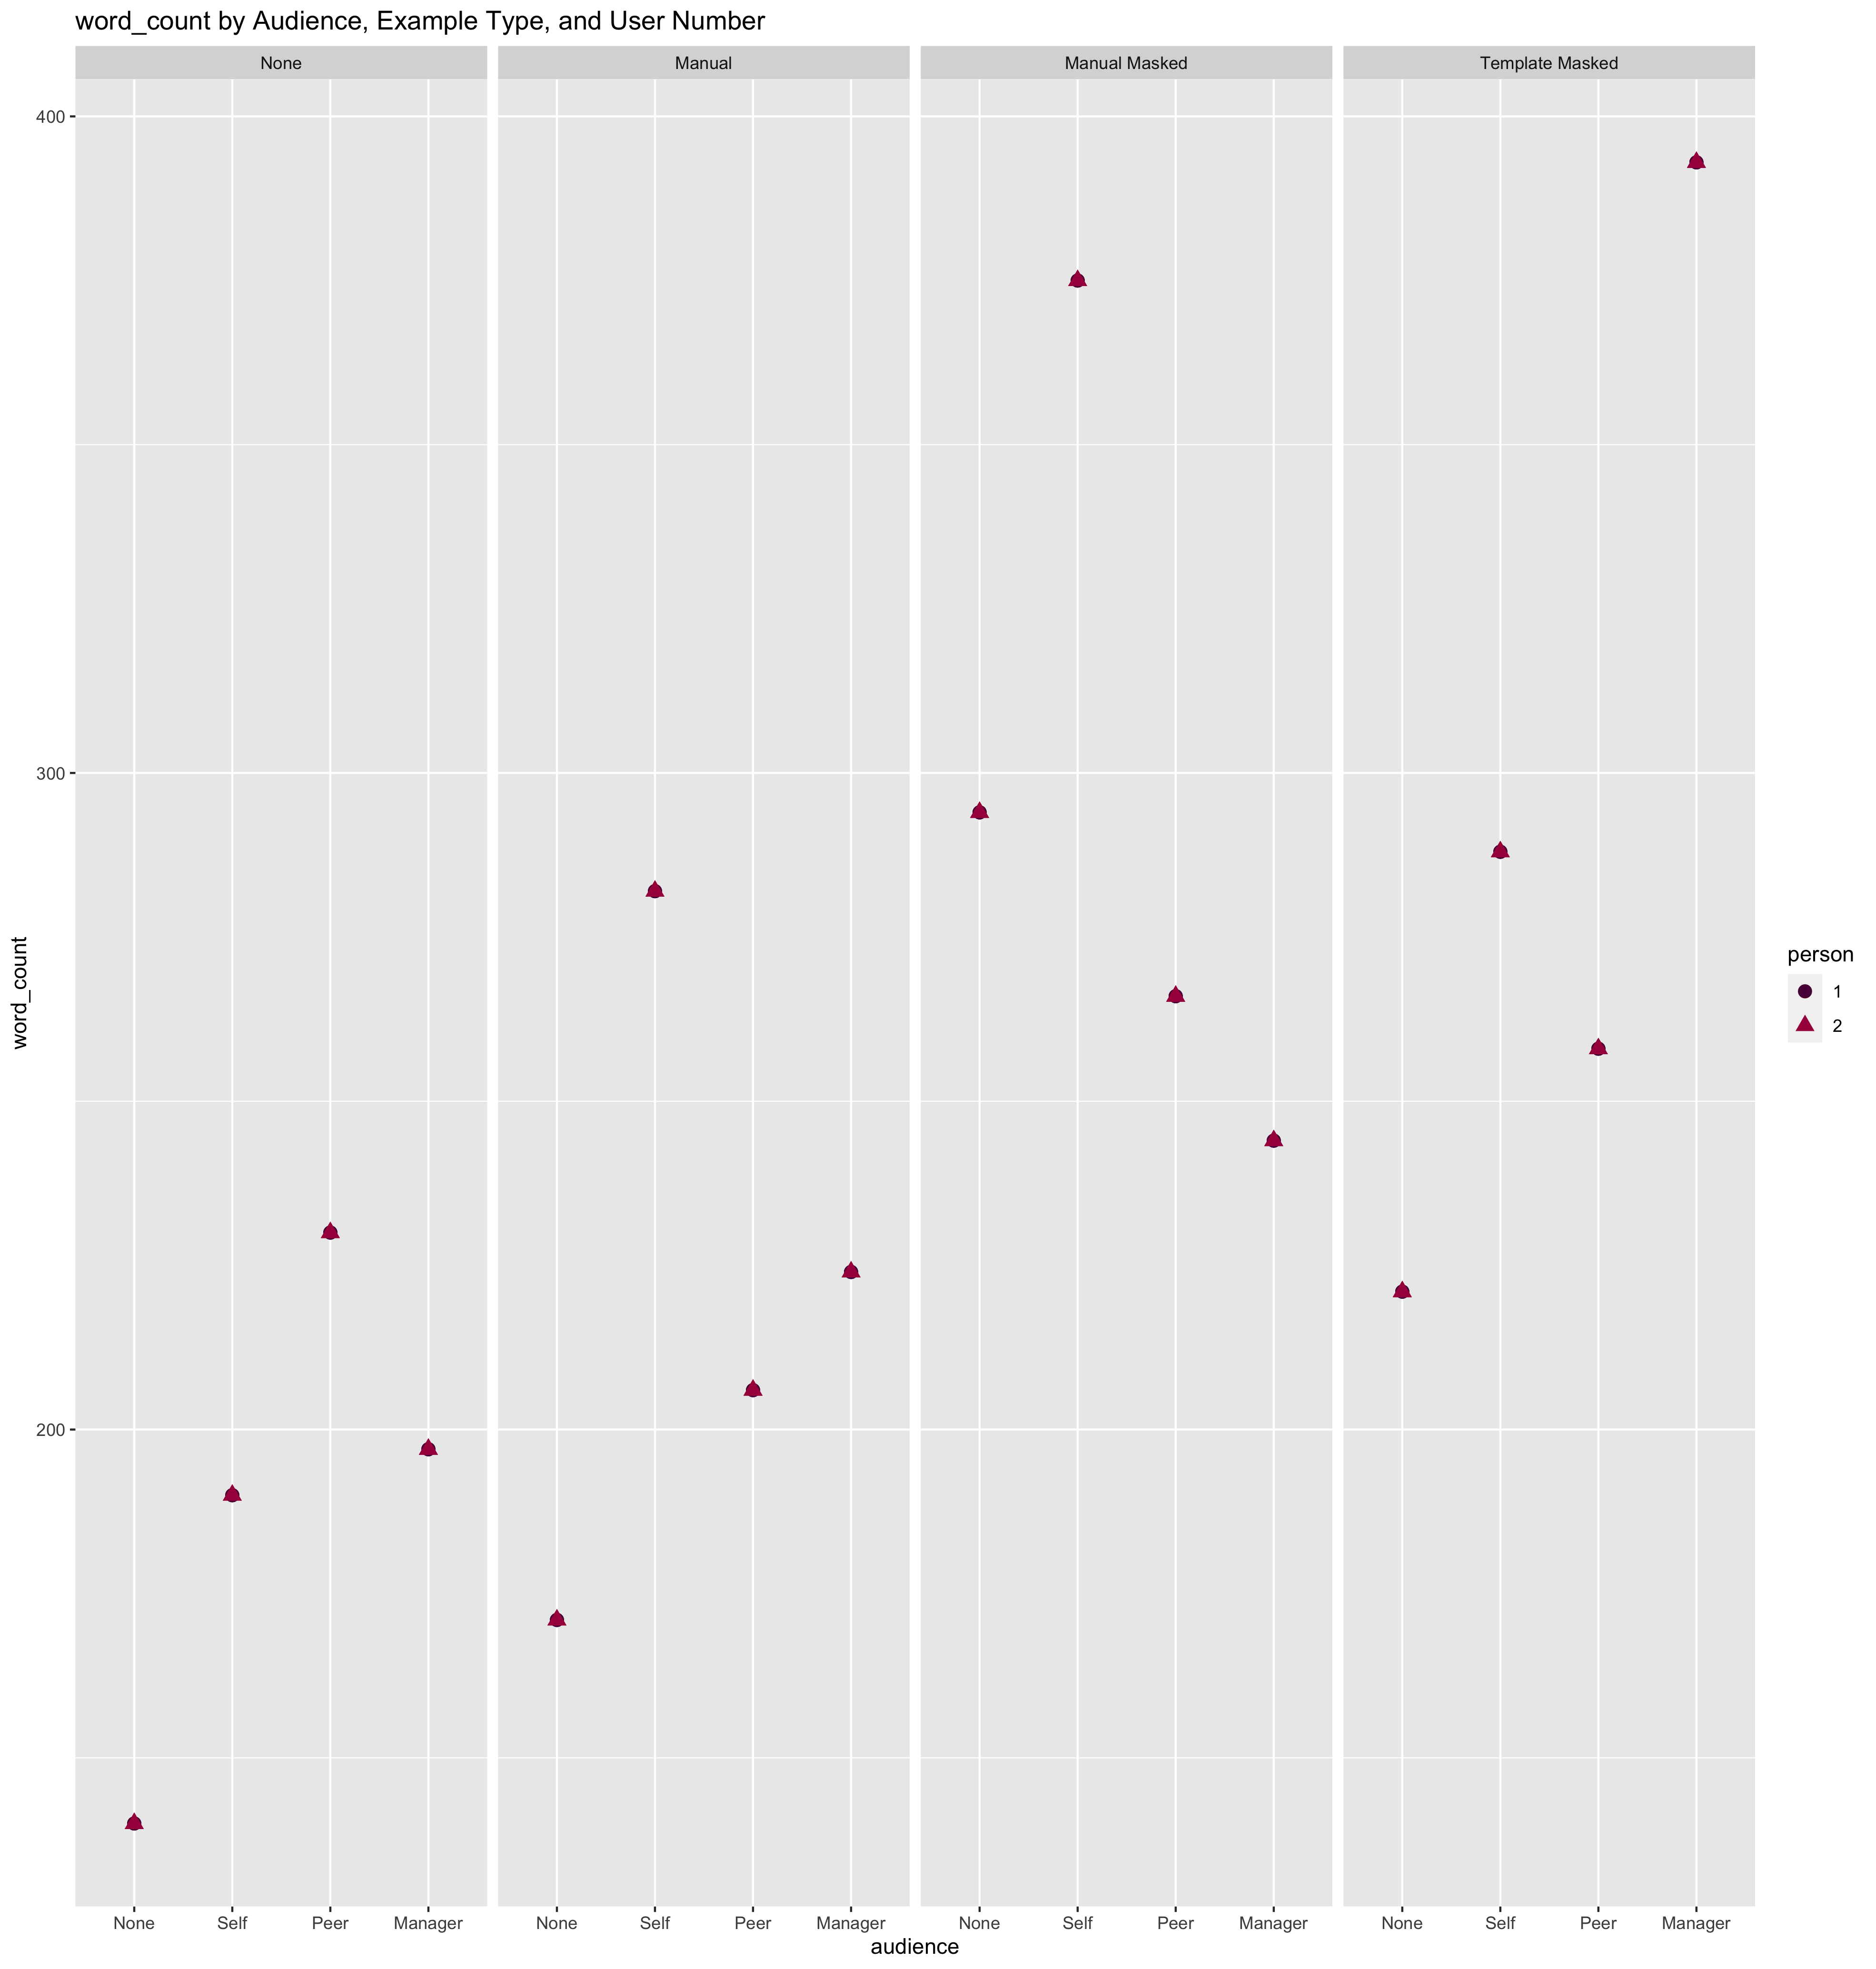 word_count by Audience, Example Type, and User Number
None Manual Manual Masked Template Masked
400
300
200
word_count
person
1
2
None Self Peer Manager None Self Peer Manager None Self Peer Manager None Self Peer Manager
audience